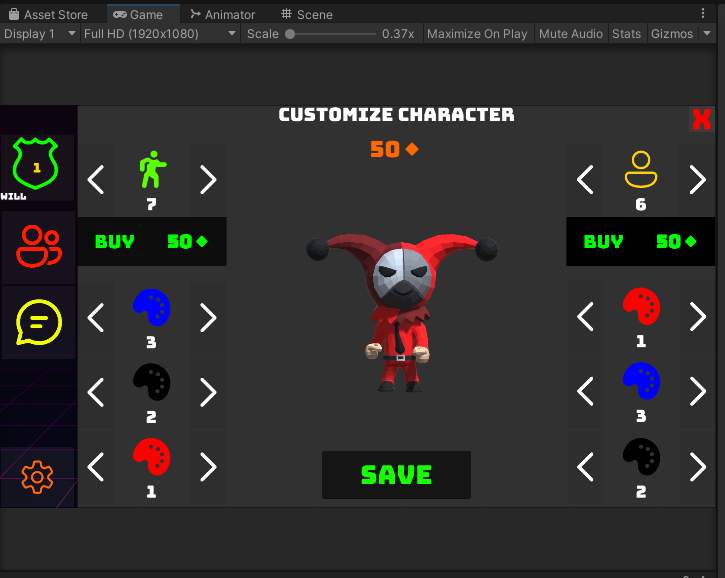 Asset Store Game Animator Scene
Display 1 Full HD (1920x1080) Scale 0.37x Maximize On Play Mute Audio Stats Gizmos
CUSTOMIZE CHARACTER
X
50
1
WILL
7
6
BUY 50
BUY 50
3
1
2
3
1
2
SAVE